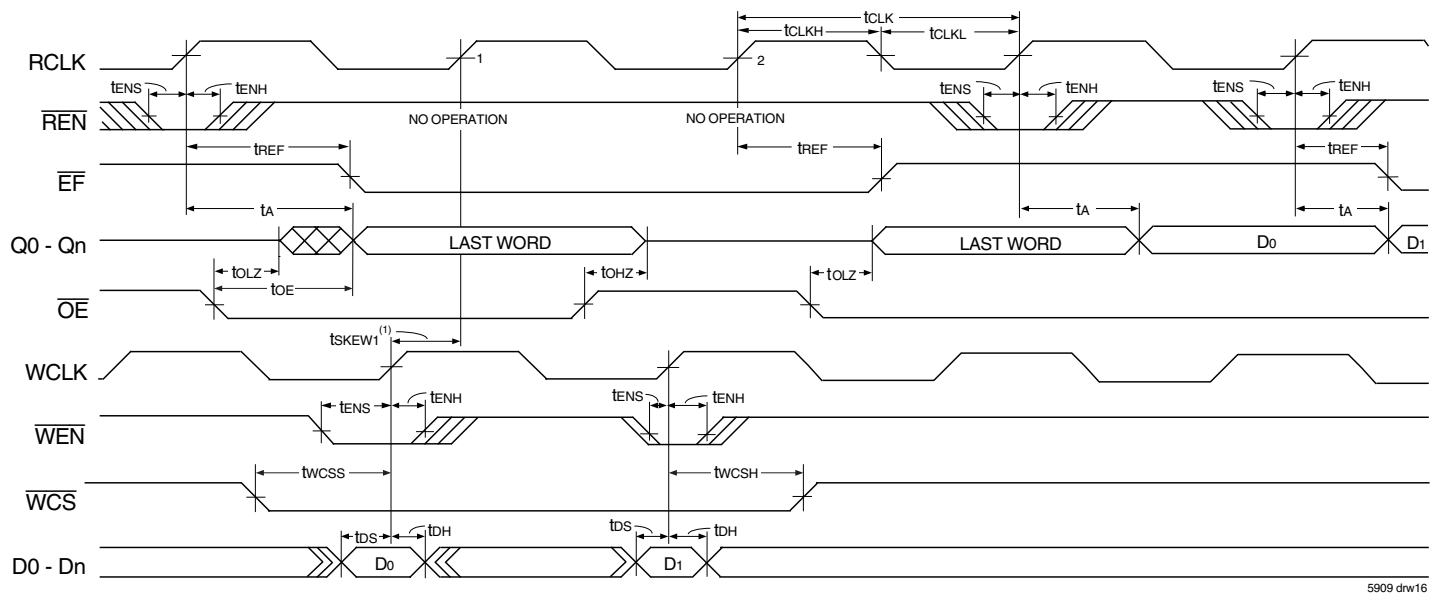 tCLK
tCLKH
tCLKL
RCLK
1
2
tENS
tENH
tENS
tENH
tENS
tENH
REN
NO OPERATION
NO OPERATION
tREF
tREF
tREF
EF
tA
tA
tA
Q0 - Qn
LAST WORD
LAST WORD
D0
D1
tOLZ
tOHZ
tOLZ
tOE
OE
tSKEW1(1)
WCLK
tENS
tENH
tENS
tENH
WEN
tWCSS
tWCSH
WCS
tDS
tDH
tDS
tDH
D0 - Dn
D0
D1
5909 drw16